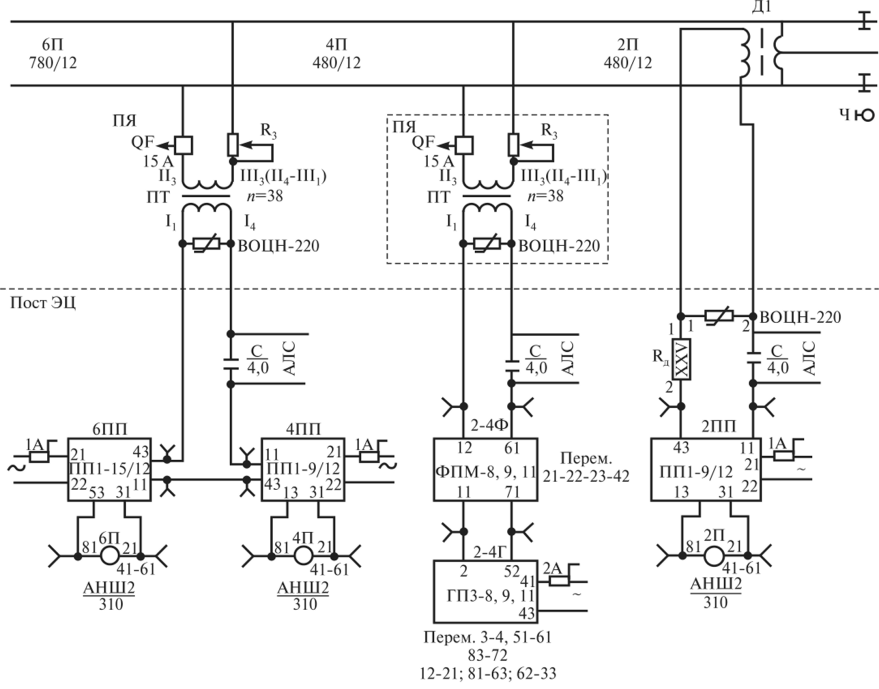 Д1
6П
780/12
4П
480/12
2П
480/12
Ч
ПЯ
QF
15 А
R3
II3
III3(II4-III1)
ПТ
n=38
I1
I4
ВОЦН-220
ПЯ
QF
15 А
R3
II3
III3(II4-III1)
ПТ
n=38
I1
I4
ВОЦН-220
Пост ЭЦ
C
4,0
АЛС
C
4,0
АЛС
1
1
2
ВОЦН-220
Rд
XXV
2
C
4,0
АЛС
6ПП
1А
~
21
43
ПП1-15/12
22
11
53
31
6П
81
21
41-61
АНШ2
310
4ПП
11
21
1А
~
ПП1-9/12
43
22
13
31
4П
81
21
41-61
АНШ2
310
2-4Ф
12
61
ФПМ-8, 9, 11
11
71
Перем.
21-22-23-42
2-4Г
2
52
41
2А
~
ГП3-8, 9, 11
43
Перем. 3-4, 51-61
83-72
12-21; 81-63; 62-33
2ПП
43
11
1А
21
~
ПП1-9/12
22
13
31
2П
81
21
41-61
АНШ2
310